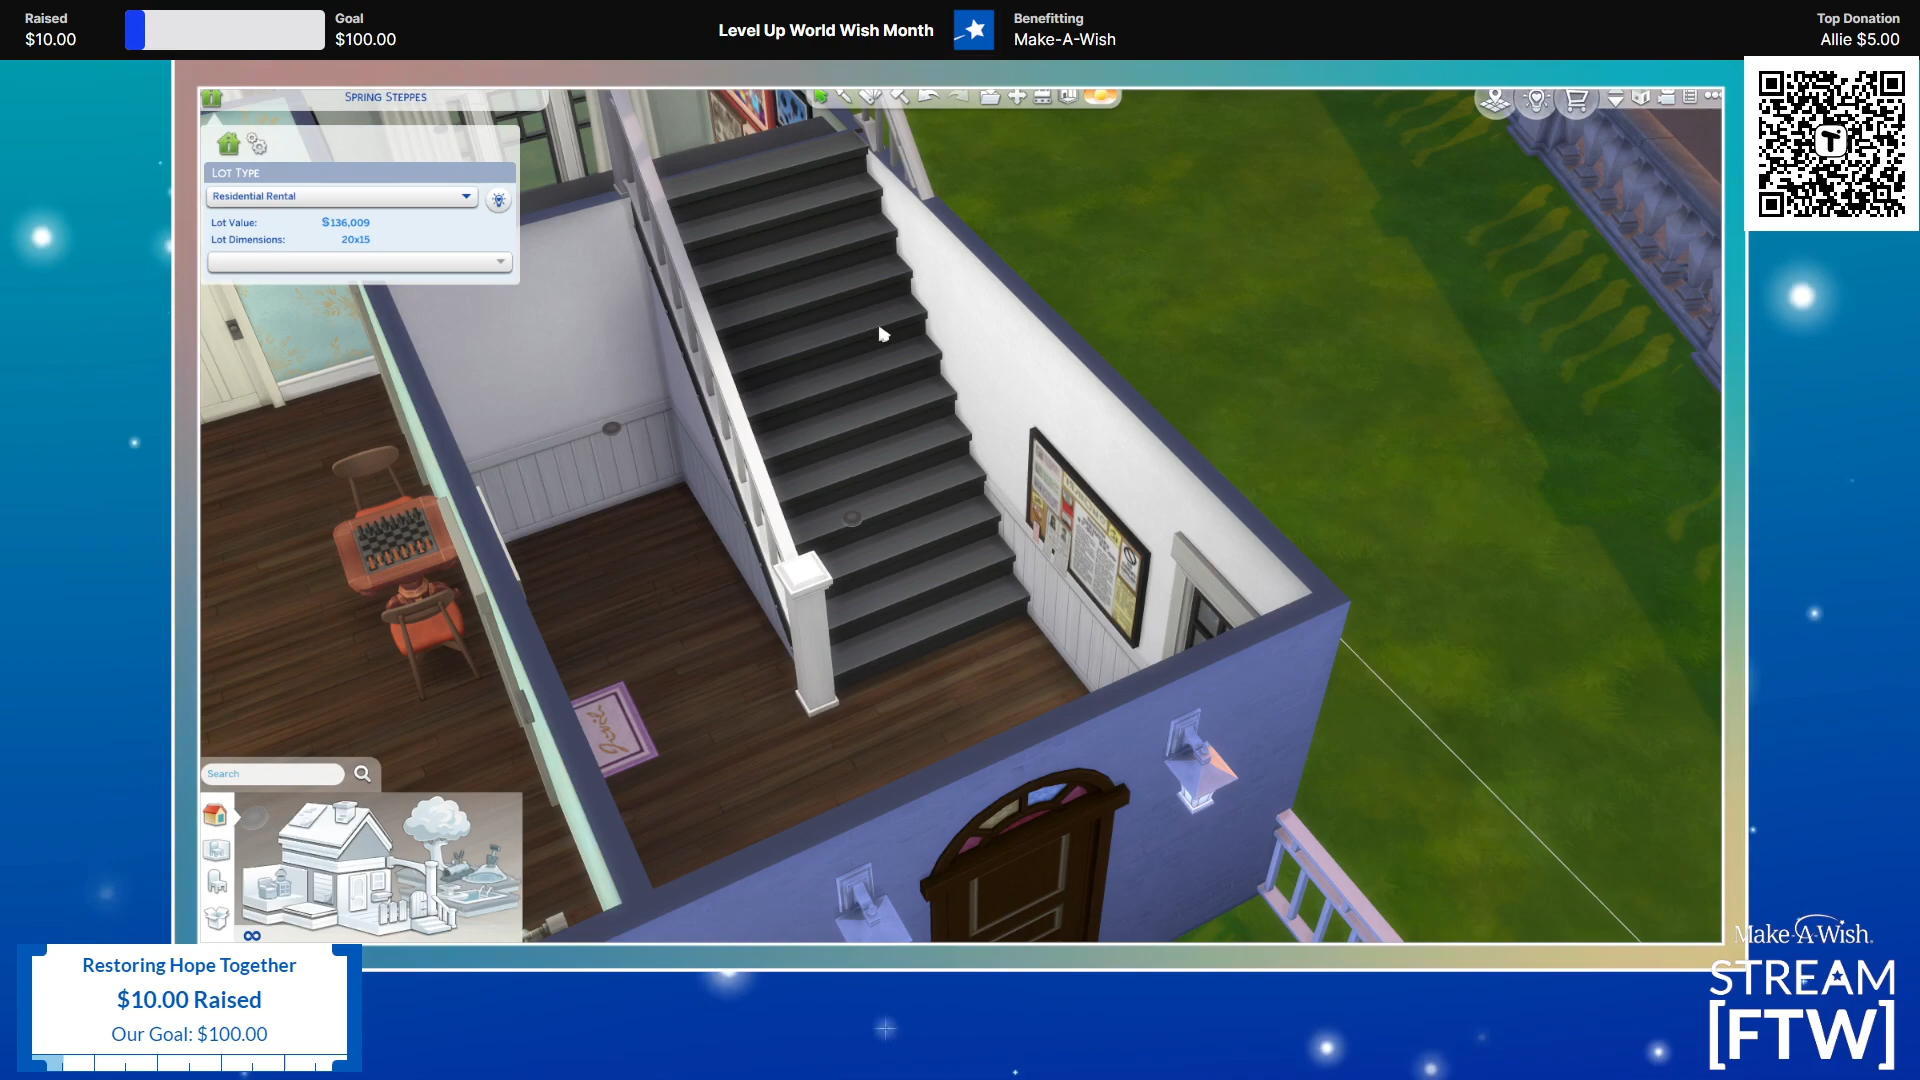 Raised
$10.00
Goal
$100.00
Level Up World Wish Month
Benefitting
Make-A-Wish
Top Donation
Allie $5.00
SPRING STEPPES
LOT TYPE
Residential Rental
Lot Value: $136,009
Lot Dimensions: 20x15
Search
Restoring Hope Together
$10.00 Raised
Our Goal: $100.00
Make-A-Wish.
STREAM
[FTW]